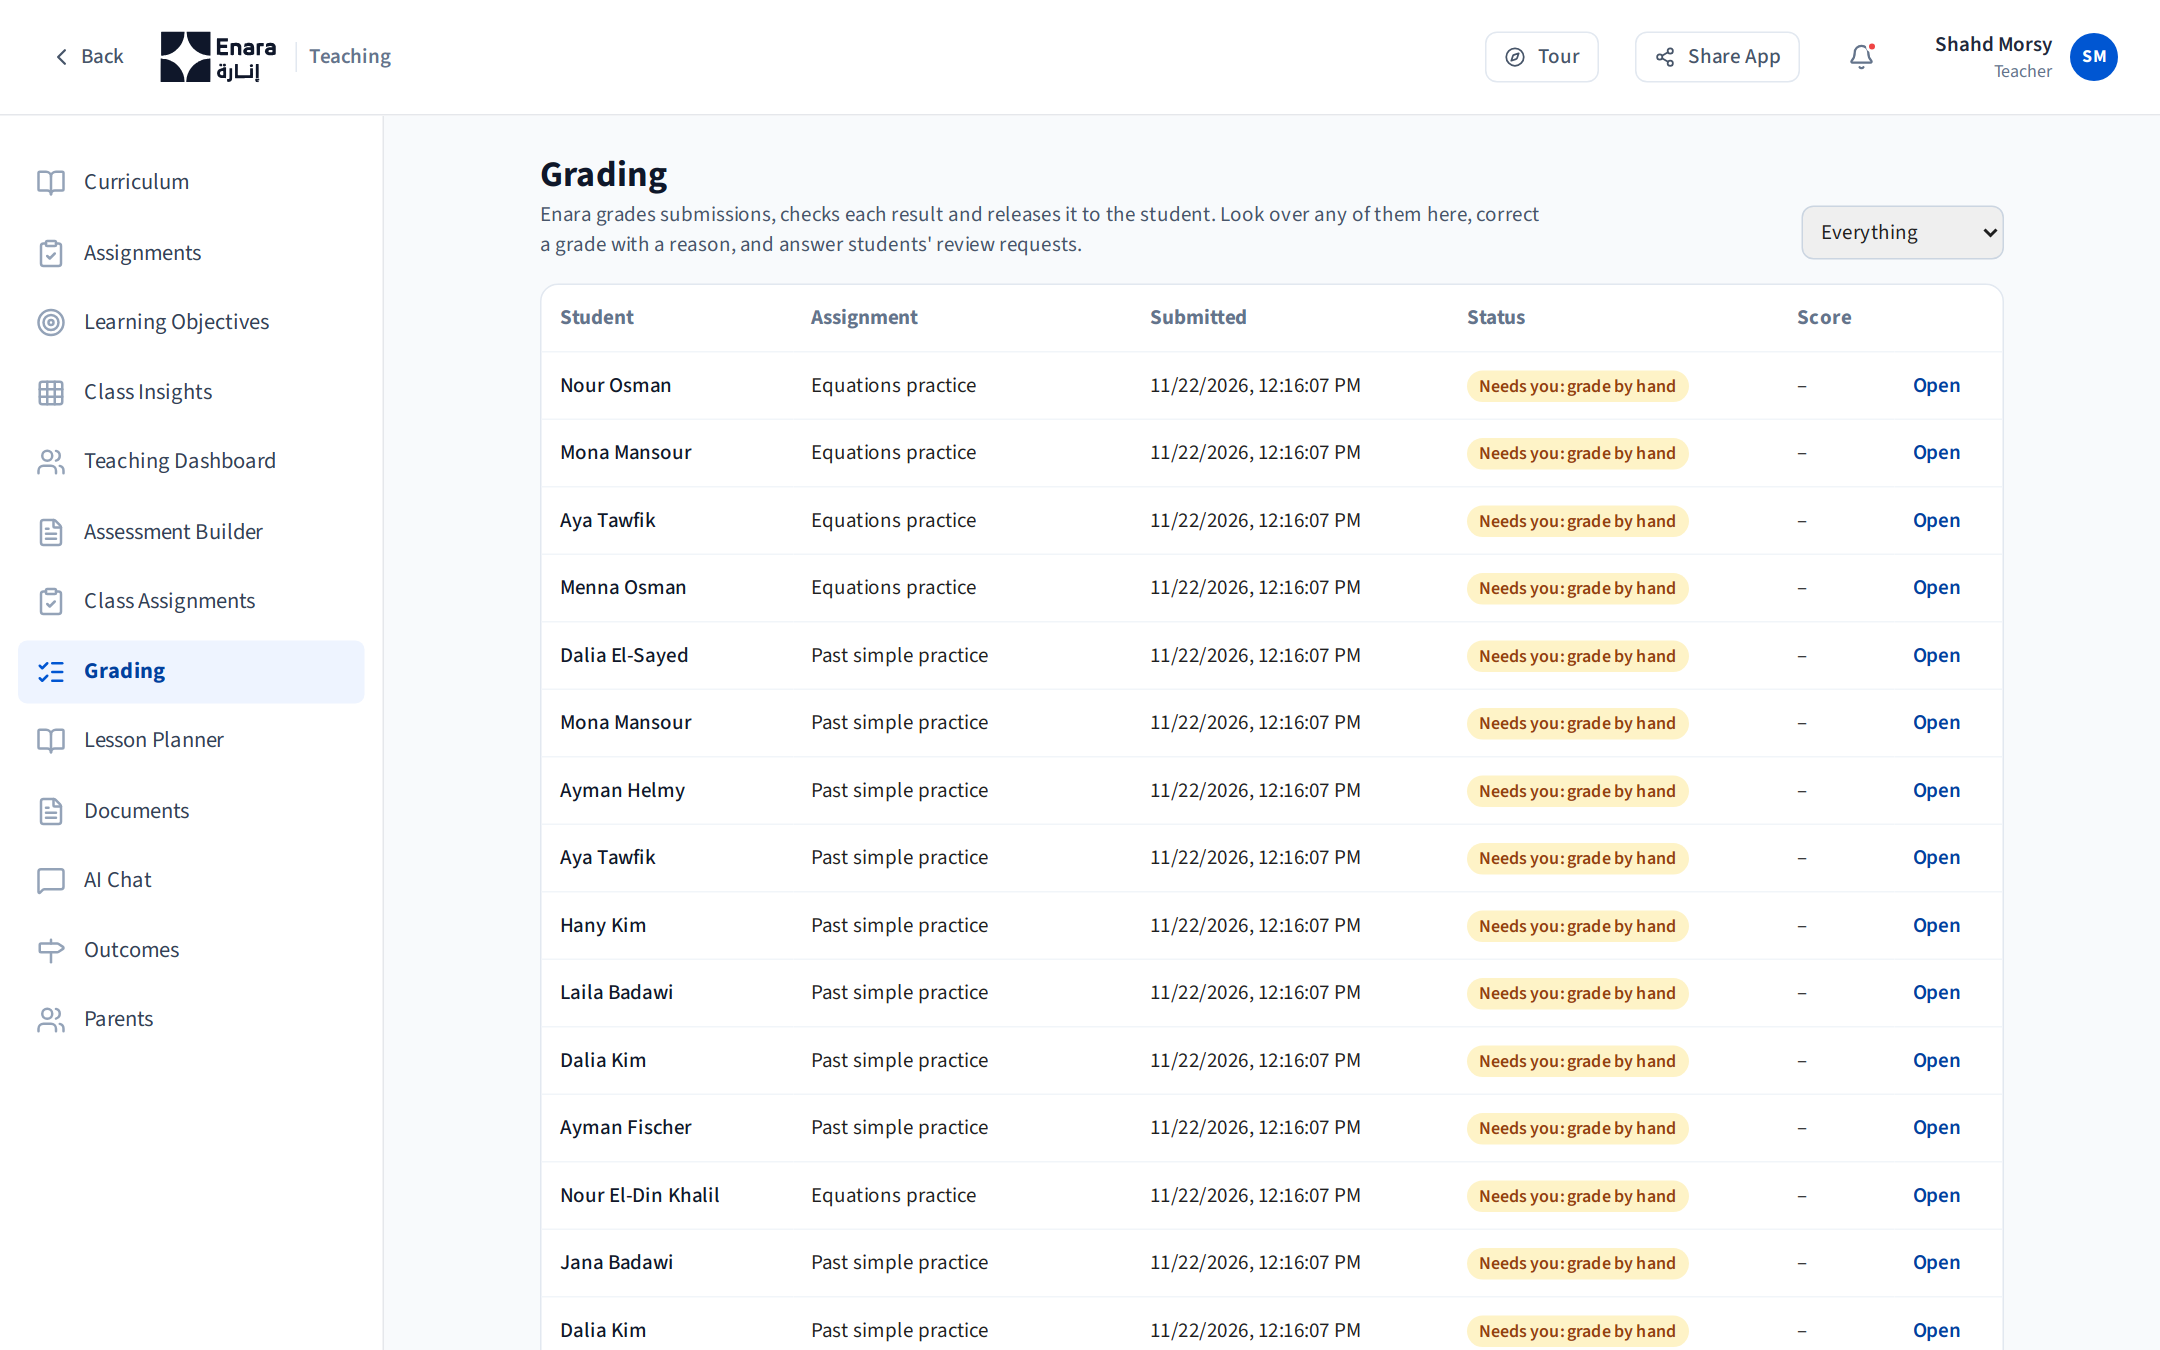 Back
Enara
إنارة
Teaching
Tour
Share App
Shahd Morsy
Teacher
SM
Curriculum
Assignments
Learning Objectives
Class Insights
Teaching Dashboard
Assessment Builder
Class Assignments
Grading
Lesson Planner
Documents
AI Chat
Outcomes
Parents
Grading
Enara grades submissions, checks each result and releases it to the student. Look over any of them here, correct
a grade with a reason, and answer students' review requests.
Everything
Student Assignment Submitted Status Score
Nour Osman Equations practice 11/22/2026, 12:16:07 PM Needs you: grade by hand – Open
Mona Mansour Equations practice 11/22/2026, 12:16:07 PM Needs you: grade by hand – Open
Aya Tawfik Equations practice 11/22/2026, 12:16:07 PM Needs you: grade by hand – Open
Menna Osman Equations practice 11/22/2026, 12:16:07 PM Needs you: grade by hand – Open
Dalia El-Sayed Past simple practice 11/22/2026, 12:16:07 PM Needs you: grade by hand – Open
Mona Mansour Past simple practice 11/22/2026, 12:16:07 PM Needs you: grade by hand – Open
Ayman Helmy Past simple practice 11/22/2026, 12:16:07 PM Needs you: grade by hand – Open
Aya Tawfik Past simple practice 11/22/2026, 12:16:07 PM Needs you: grade by hand – Open
Hany Kim Past simple practice 11/22/2026, 12:16:07 PM Needs you: grade by hand – Open
Laila Badawi Past simple practice 11/22/2026, 12:16:07 PM Needs you: grade by hand – Open
Dalia Kim Past simple practice 11/22/2026, 12:16:07 PM Needs you: grade by hand – Open
Ayman Fischer Past simple practice 11/22/2026, 12:16:07 PM Needs you: grade by hand – Open
Nour El-Din Khalil Equations practice 11/22/2026, 12:16:07 PM Needs you: grade by hand – Open
Jana Badawi Past simple practice 11/22/2026, 12:16:07 PM Needs you: grade by hand – Open
Dalia Kim Past simple practice 11/22/2026, 12:16:07 PM Needs you: grade by hand – Open